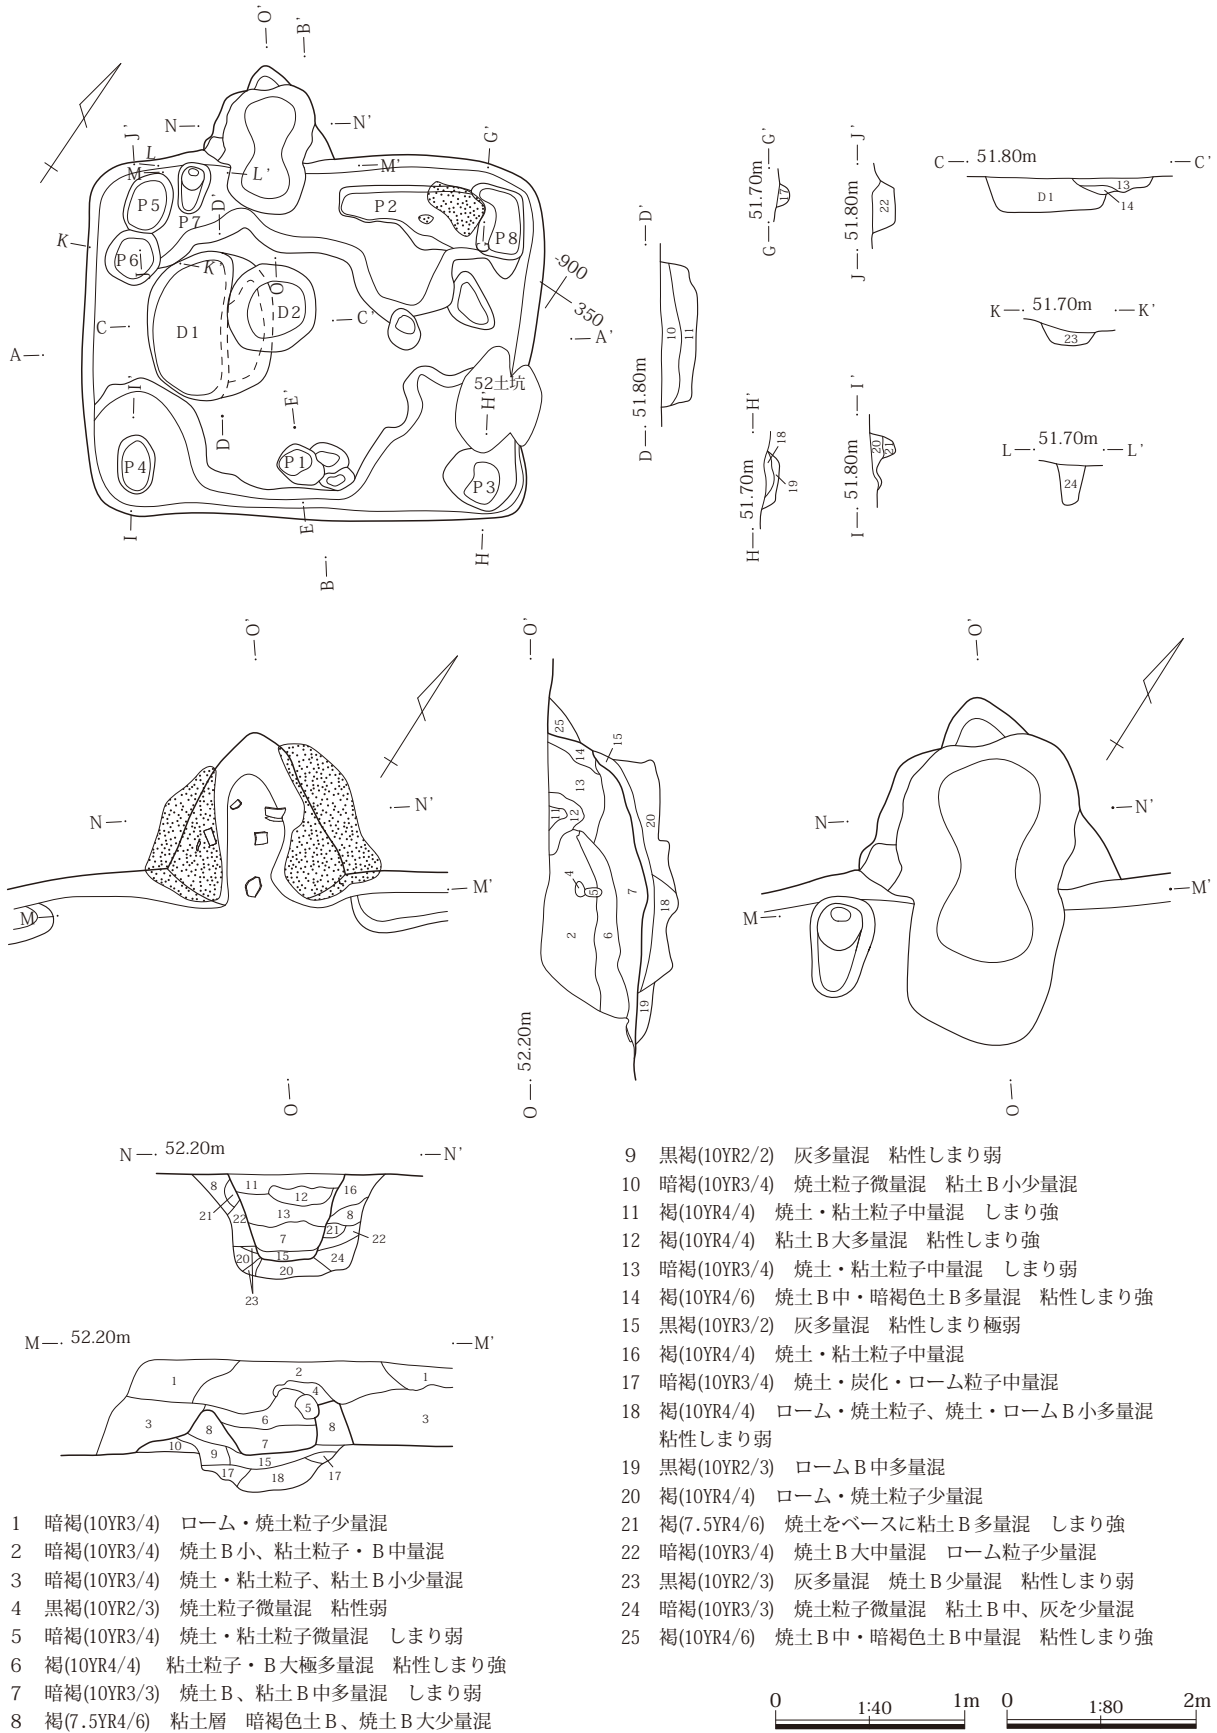 O'
B'
N
N'
J'
L
M
L'
M'
G'
P5
P7
D'
P2
P8
K
P6
J
K'
G
-900
350
D2
D1
C
C'
A
A'
I'
D
E'
52土坑
H'
P4
P1
P3
I
E
H
B
O
G'
51.70m
G
17
J'
51.80m
J
22
C 51.80m C'
D1
13
14
D'
51.80m
D
10
11
K 51.70m K'
23
H'
51.70m
H
18
19
I'
51.80m
I
20
21
L 51.70m L'
24
O'
N
N'
M
M'
O
O'
52.20m
O
25
15
14
13
11
12
20
4
5
7
18
2
6
19
O'
N
N'
M
M'
O
N 52.20m N'
8
11
12
16
21
22
13
8
7
21
22
20
15
24
20
23
M 52.20m M'
1
2
1
4
5
3
8
6
8
3
10
9
7
15
17
18
17
1 暗褐(10YR3/4) ローム・焼土粒子少量混
2 暗褐(10YR3/4) 焼土B小、粘土粒子・B中量混
3 暗褐(10YR3/4) 焼土・粘土粒子、粘土B小少量混
4 黒褐(10YR2/3) 焼土粒子微量混 粘性弱
5 暗褐(10YR3/4) 焼土・粘土粒子微量混 しまり弱
6 褐(10YR4/4) 粘土粒子・B大極多量混 粘性しまり強
7 暗褐(10YR3/3) 焼土B、粘土B中多量混 しまり弱
8 褐(7.5YR4/6) 粘土層 暗褐色土B、焼土B大少量混
9 黒褐(10YR2/2) 灰多量混 粘性しまり弱
10 暗褐(10YR3/4) 焼土粒子微量混 粘土B小少量混
11 褐(10YR4/4) 焼土・粘土粒子中量混 しまり強
12 褐(10YR4/4) 粘土B大多量混 粘性しまり強
13 暗褐(10YR3/4) 焼土・粘土粒子中量混 しまり弱
14 褐(10YR4/6) 焼土B中・暗褐色土B多量混 粘性しまり強
15 黒褐(10YR3/2) 灰多量混 粘性しまり極弱
16 褐(10YR4/4) 焼土・粘土粒子中量混
17 暗褐(10YR3/4) 焼土・炭化・ローム粒子中量混
18 褐(10YR4/4) ローム・焼土粒子、焼土・ロームB小多量混
粘性しまり弱
19 黒褐(10YR2/3) ロームB中多量混
20 褐(10YR4/4) ローム・焼土粒子少量混
21 褐(7.5YR4/6) 焼土をベースに粘土B多量混 しまり強
22 暗褐(10YR3/4) 焼土B大中量混 ローム粒子少量混
23 黒褐(10YR2/3) 灰多量混 焼土B少量混 粘性しまり弱
24 暗褐(10YR3/3) 焼土粒子微量混 粘土B中、灰を少量混
25 褐(10YR4/6) 焼土B中・暗褐色土B中量混 粘性しまり強
0 1:40 1m
0 1:80 2m